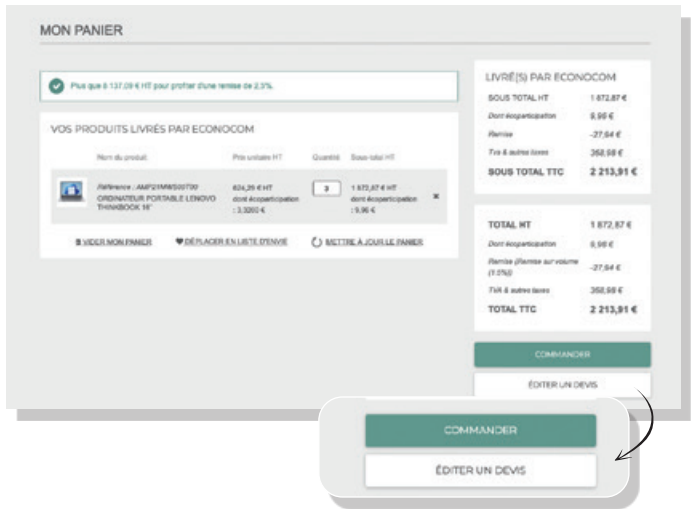 MON PANIER
Plus que 8 137,09 € HT pour profiter d'une remise de 2,5%.
VOS PRODUITS LIVRÉS PAR ECONOCOM
Nom du produit Prix unitaire HT Quantité Sous-total HT
Référence :
ORDINATEUR PORTABLE LENOVO
THINKBOOK 16"
624,29 € HT
dont écoparticipation
: 3,3200 €
3
1 872,87 € HT
dont écoparticipation
: 9,96 €
VIDER MON PANIER DÉPLACER EN LISTE D'ENVIE METTRE À JOUR LE PANIER
LIVRÉ(S) PAR ECONOCOM
SOUS TOTAL HT 1 872,87 €
Dont écoparticipation 9,96 €
Remise -27,94 €
Tva & autres taxes 368,98 €
SOUS TOTAL TTC 2 213,91 €
TOTAL HT 1 872,87 €
Dont écoparticipation 9,96 €
Remise (Remise sur volume
(1.5%)) -27,94 €
TVA & autres taxes 368,98 €
TOTAL TTC 2 213,91 €
COMMANDER
ÉDITER UN DEVIS
COMMANDER
ÉDITER UN DEVIS